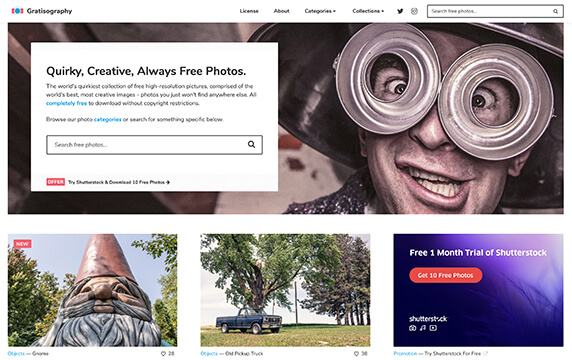 Gratisography
License About Categories Collections
Search free photos...
Quirky, Creative, Always Free Photos.
The world's quirkiest collection of free high-resolution pictures, comprised of the
world's best, most creative images – photos you just won't find anywhere else. All
completely free to download without copyright restrictions.
Browse our photo categories or search for something specific below.
Search free photos...
OFFER Try Shutterstock & Download 10 Free Photos
NEW
Objects — Gnome 28
Objects — Old Pickup Truck 38
Free 1 Month Trial of Shutterstock
Get 10 Free Photos
shutterstock
Promotion — Try Shutterstock For Free